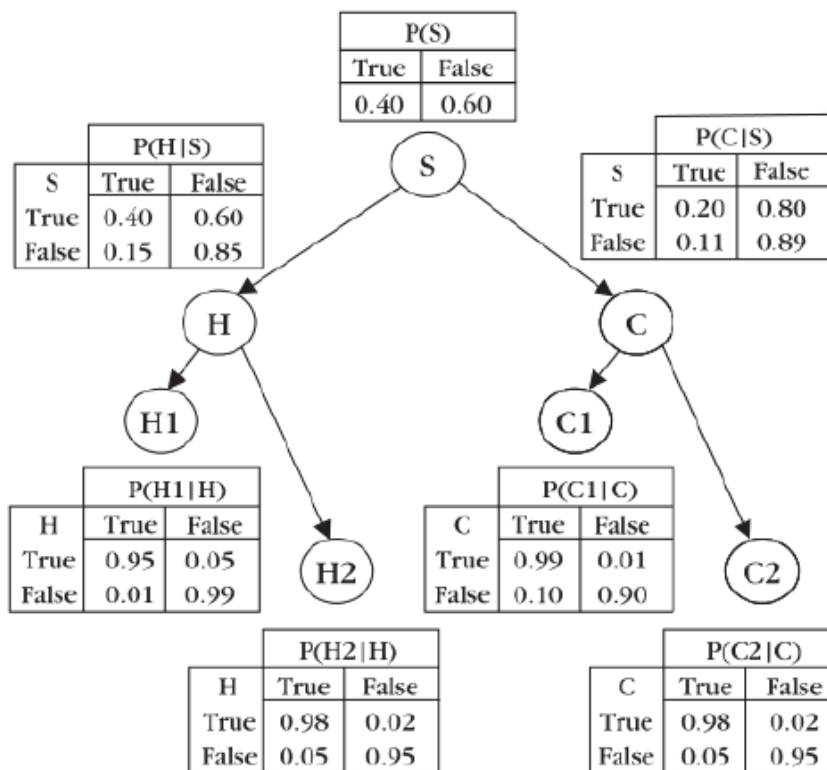 P(S)
True False
0.40 0.60
P(H|S)
S True False
True 0.40 0.60
False 0.15 0.85
S
P(C|S)
S True False
True 0.20 0.80
False 0.11 0.89
H
C
H1
C1
P(H1|H)
H True False
True 0.95 0.05
False 0.01 0.99
H2
P(C1|C)
C True False
True 0.99 0.01
False 0.10 0.90
C2
P(H2|H)
H True False
True 0.98 0.02
False 0.05 0.95
P(C2|C)
C True False
True 0.98 0.02
False 0.05 0.95